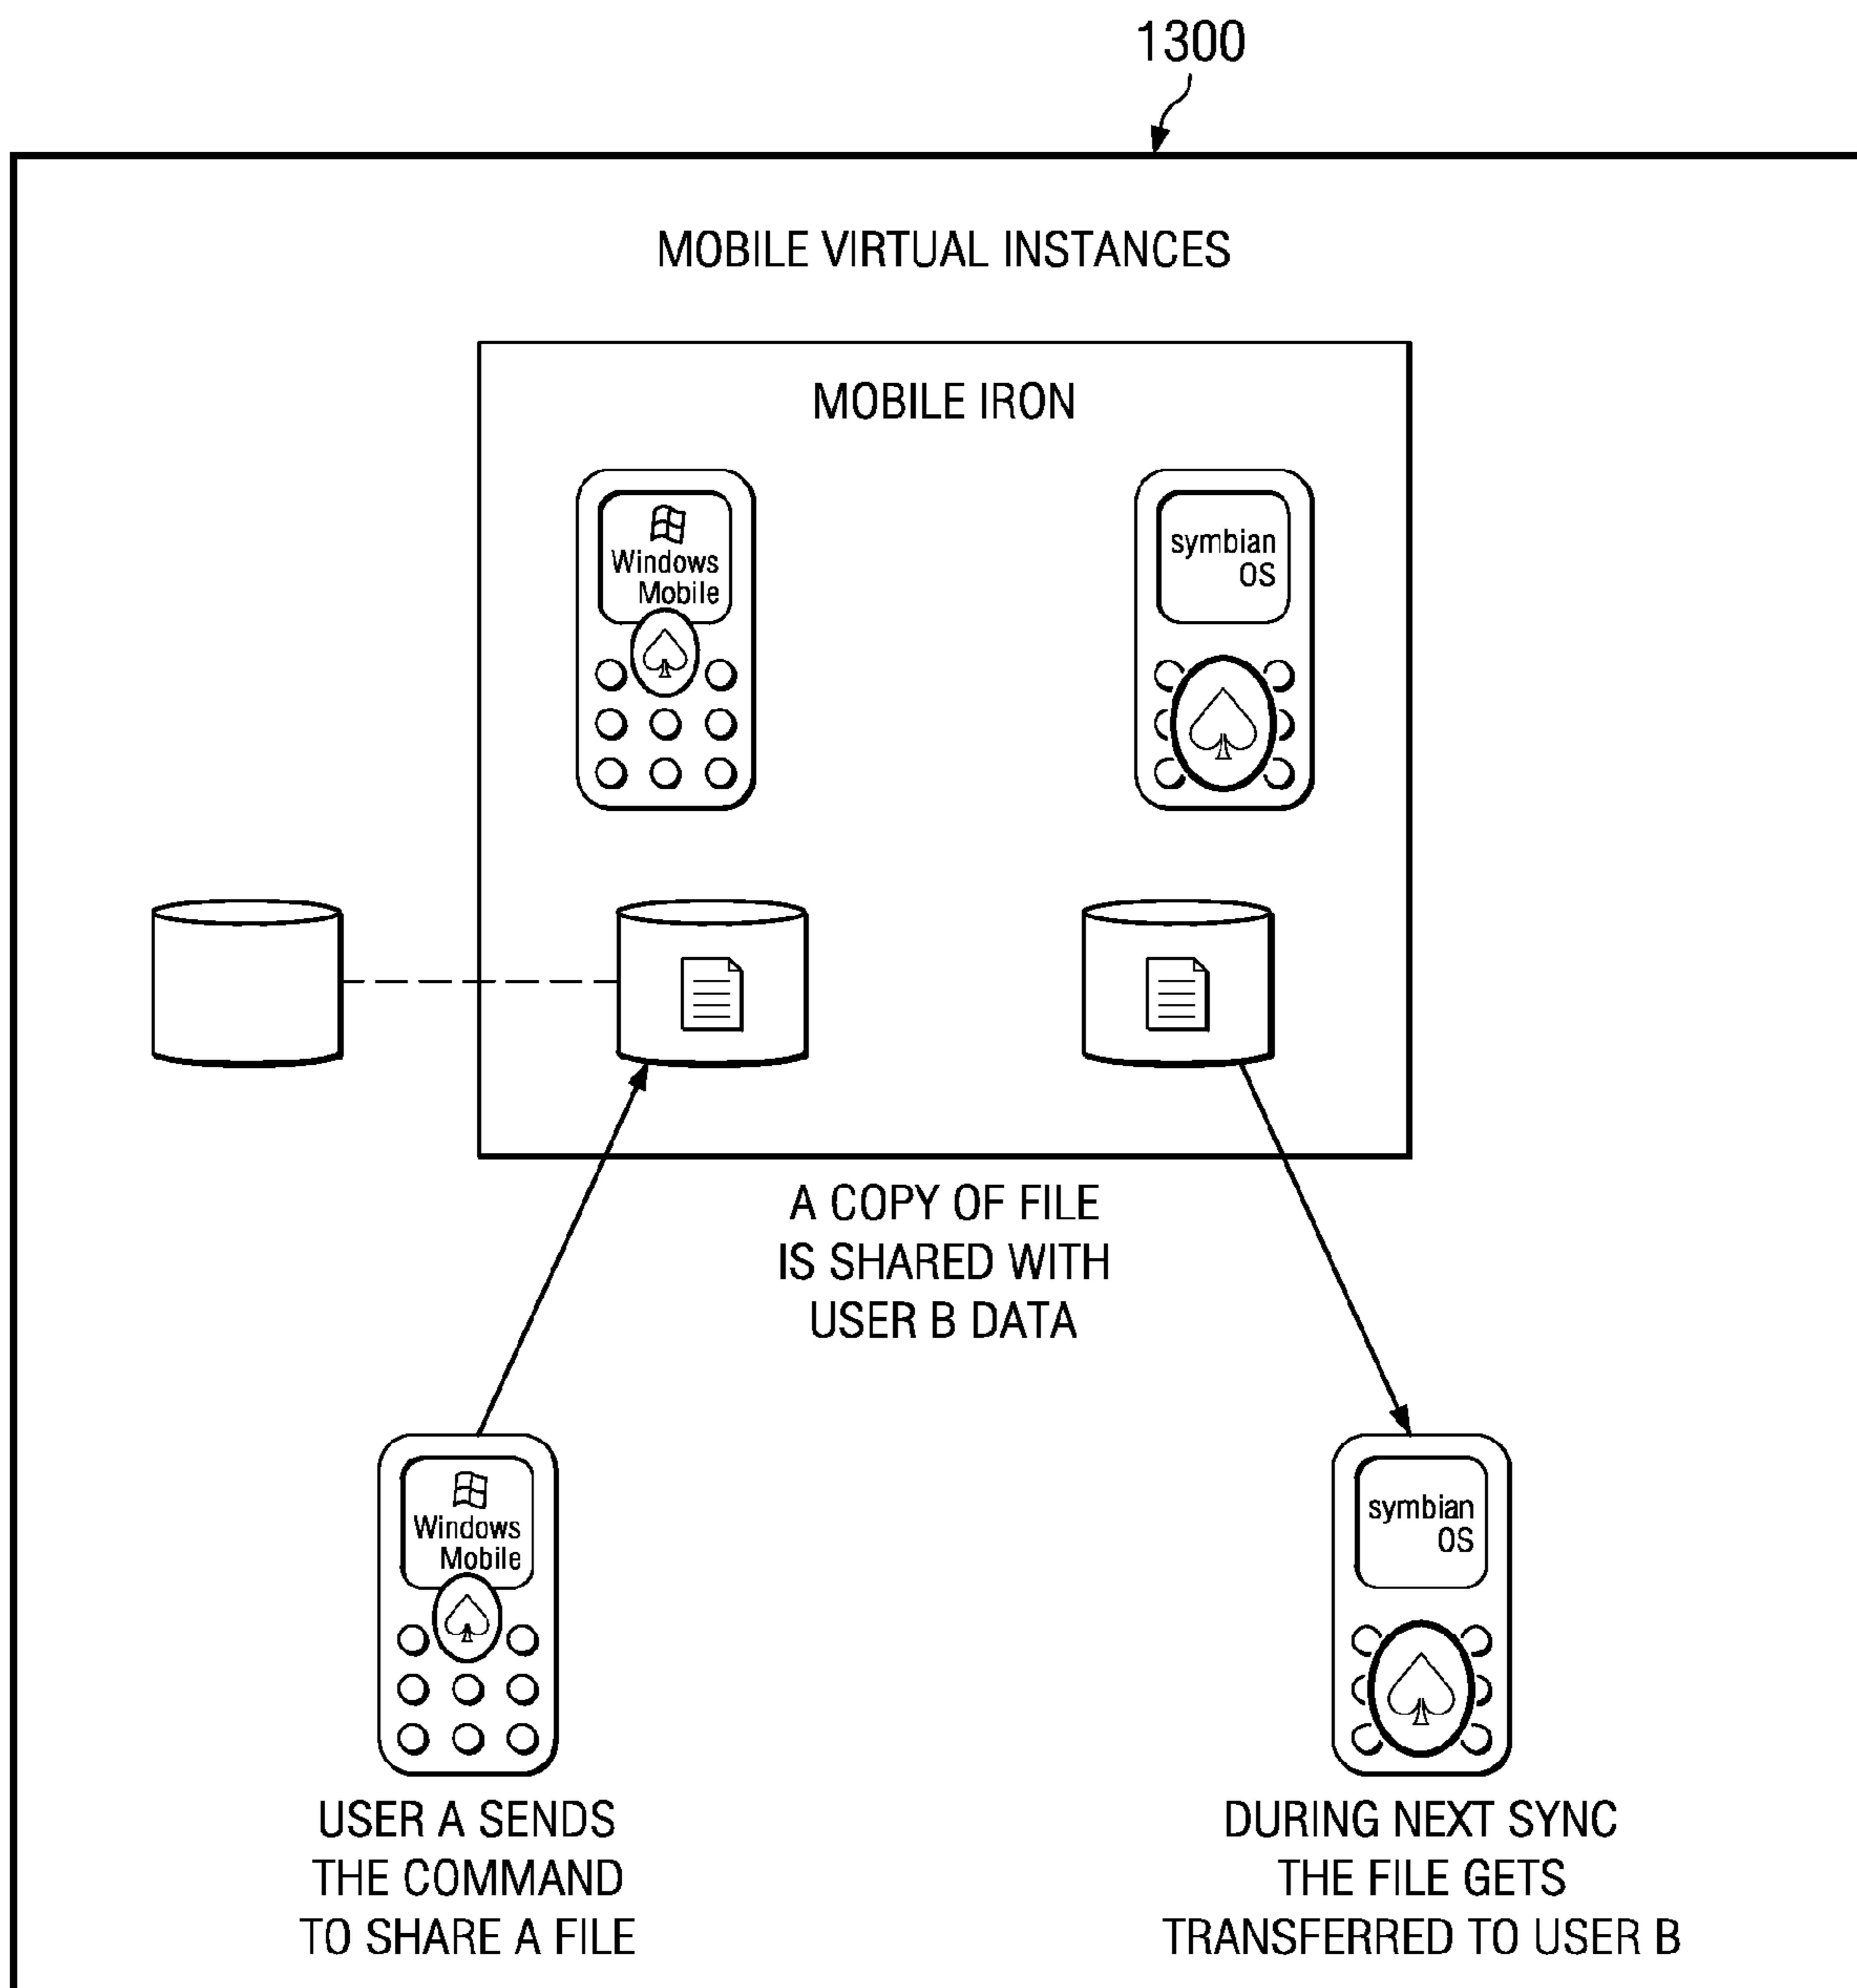 1300
MOBILE VIRTUAL INSTANCES
MOBILE IRON
Windows
Mobile
symbian
OS
A COPY OF FILE
IS SHARED WITH
USER B DATA
Windows
Mobile
symbian
OS
USER A SENDS
THE COMMAND
TO SHARE A FILE
DURING NEXT SYNC
THE FILE GETS
TRANSFERRED TO USER B